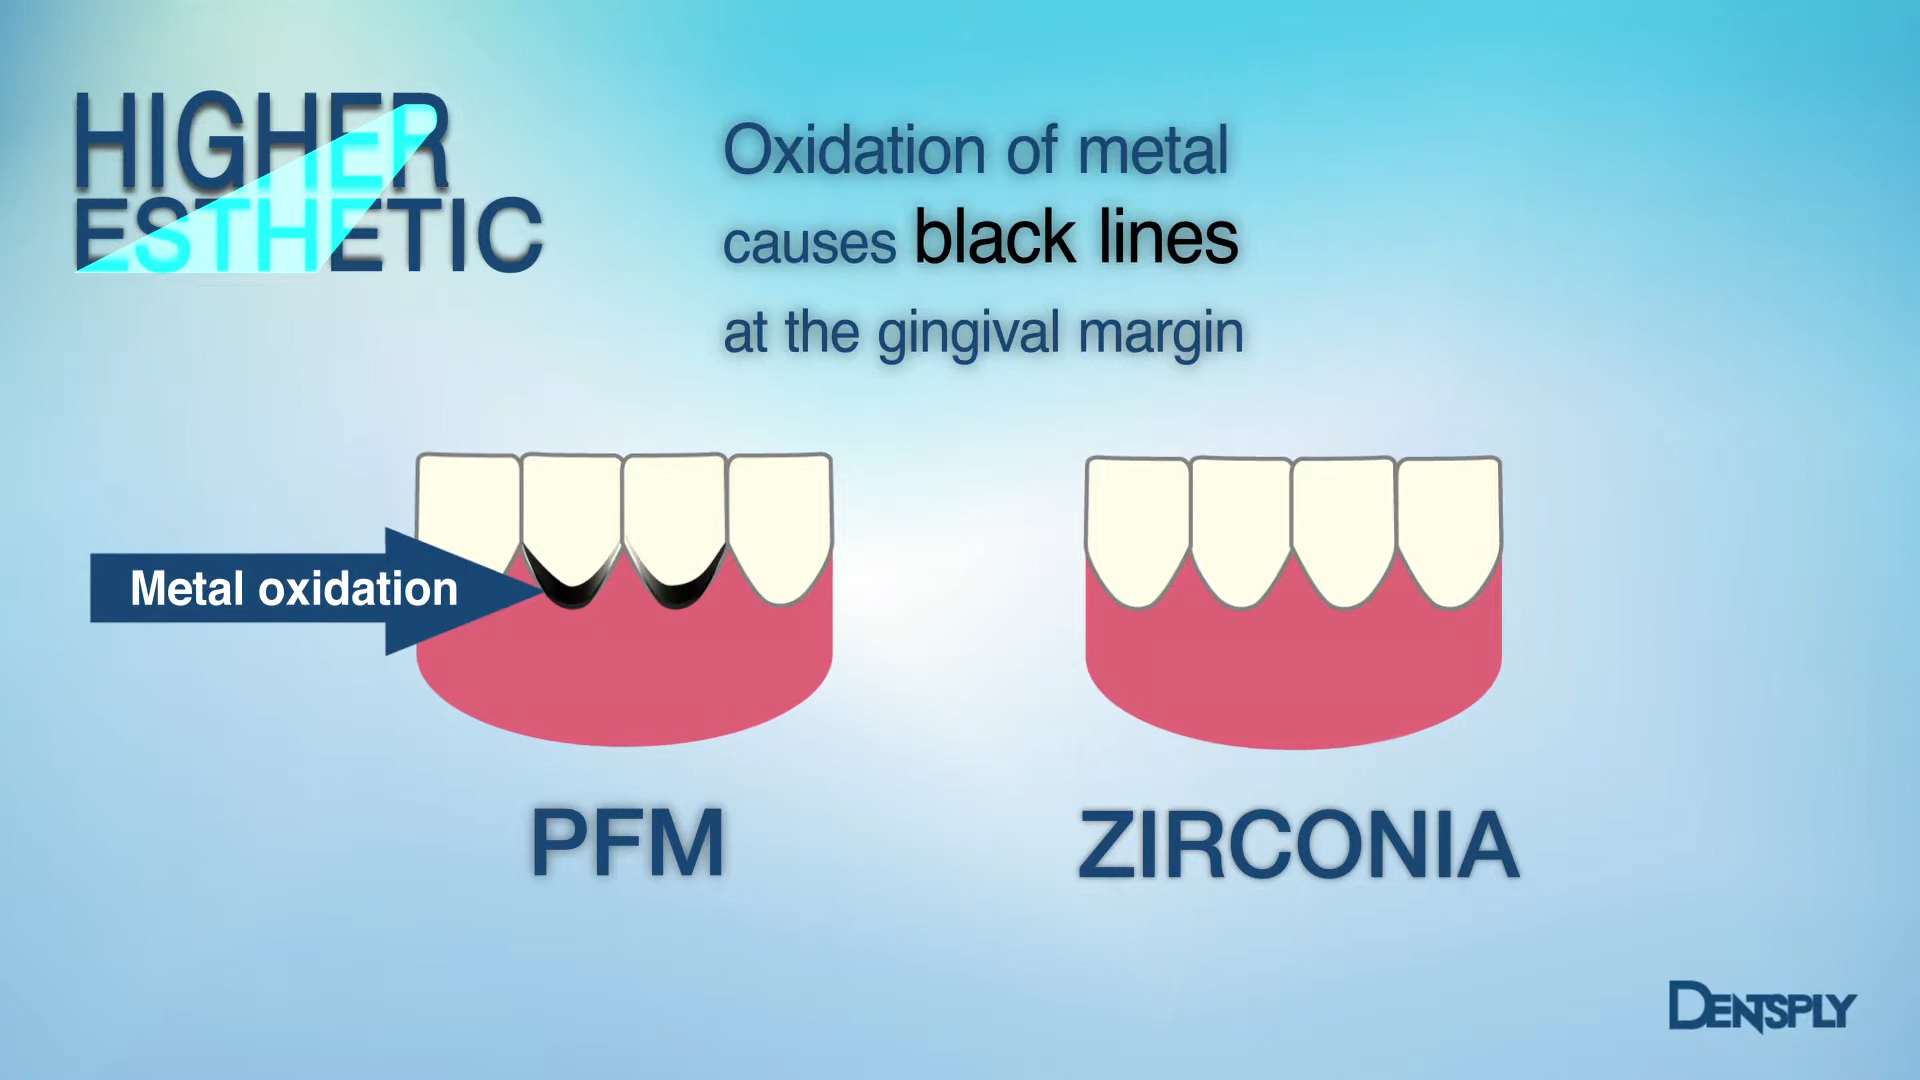 HIGHER
ESTHETIC
Oxidation of metal
causes black lines
at the gingival margin
Metal oxidation
PFM
ZIRCONIA
DENTSPLY